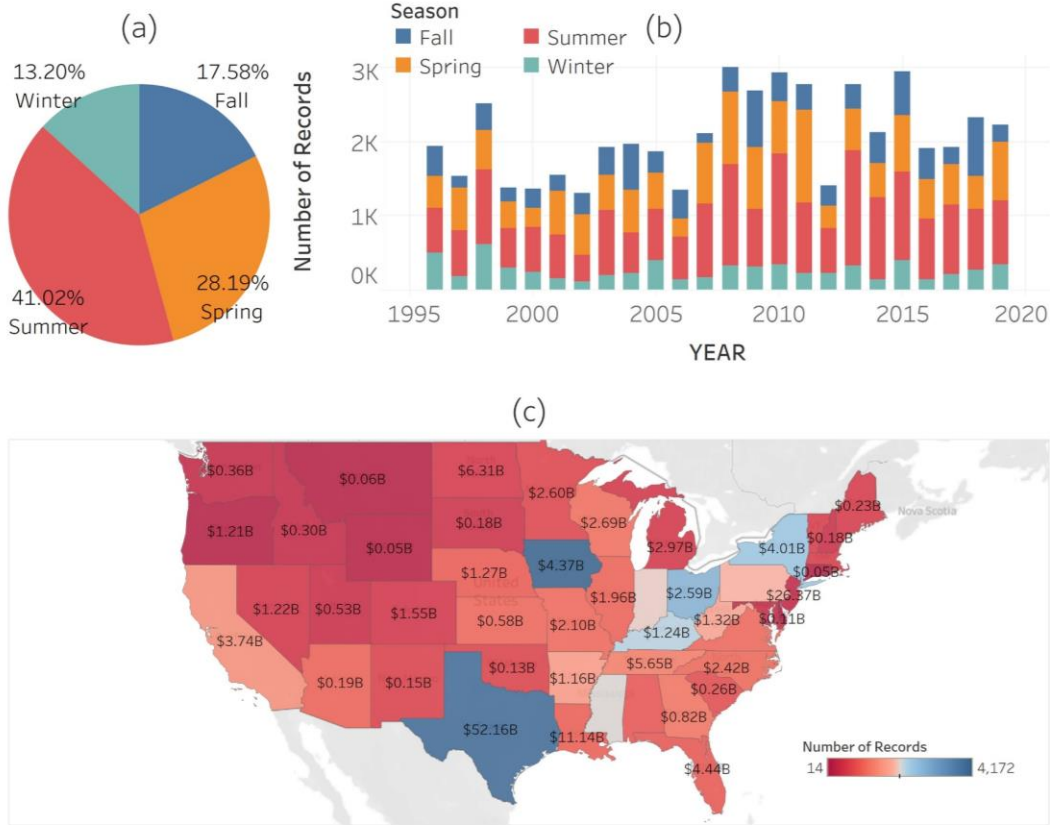 (a)
13.20%
Winter
17.58%
Fall
41.02%
Summer
28.19%
Spring
Season
Fall
Summer
Spring
Winter
(b)
Number of Records
3K
2K
1K
0K
1995
2000
2005
2010
2015
2020
YEAR
(c)
$0.36B
$0.06B
$6.31B
$2.60B
$0.23B
Nova Scotia
$1.21B
$0.30B
$0.18B
$2.69B
$0.18B
$0.05B
$2.97B
$4.01B
$4.37B
$0.05B
$1.27B
United
States
$2.59B
$26.37B
$1.22B
$0.53B
$1.55B
$1.96B
$0.11B
$0.58B
$2.10B
$1.32B
$3.74B
$1.24B
$5.65B
$2.42B
$0.19B
$0.15B
$0.13B
$1.16B
$0.26B
$0.82B
$52.16B
$11.14B
$4.44B
Number of Records
14
4,172